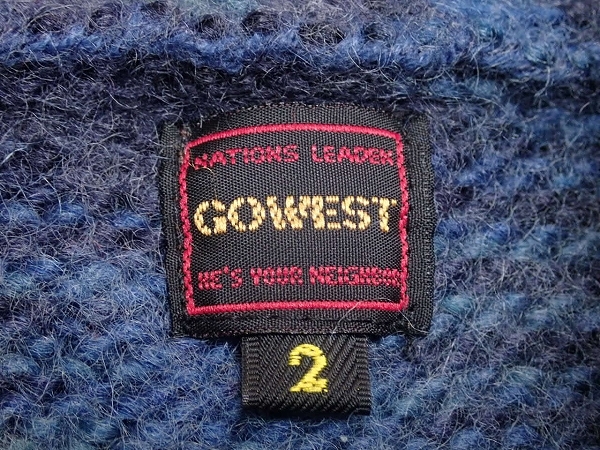 NATIONS LEADER
GOWEST
HE'S YOUR NEIGHBOR
2